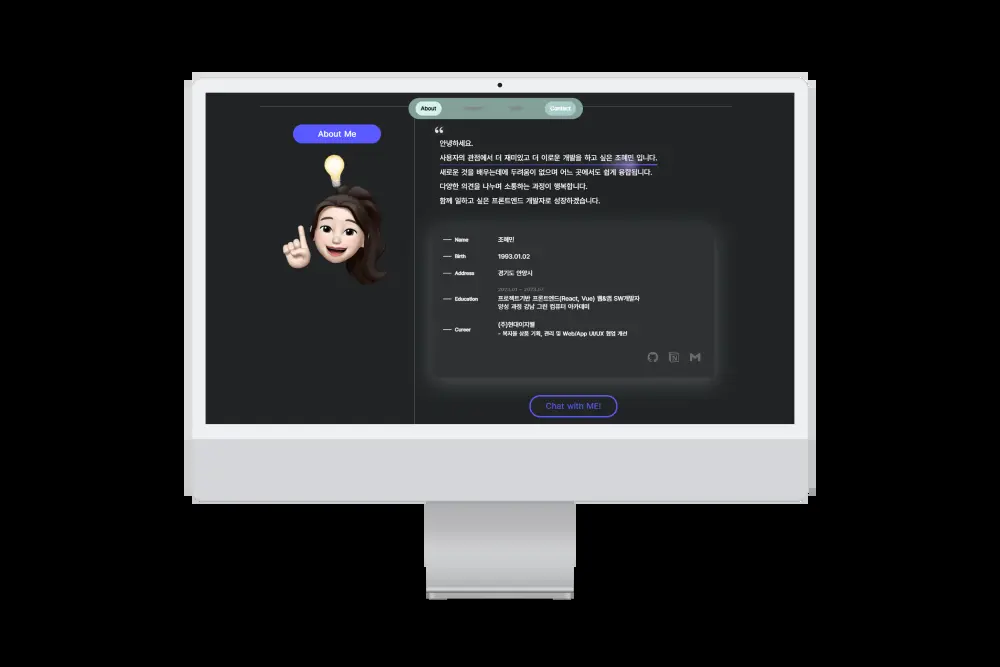 About
Contact
About Me
안녕하세요.
사용자의 관점에서 더 재미있고 더 이로운 개발을 하고 싶은 조혜민 입니다.
새로운 것을 배우는데에 두려움이 없으며 어느 곳에서도 쉽게 융합됩니다.
다양한 의견을 나누며 소통하는 과정이 행복합니다.
함께 일하고 싶은 프론트엔드 개발자로 성장하겠습니다.
Name 조혜민
Birth 1993.01.02
Address 경기도 안양시
Education 프로젝트기반 프론트엔드(React, Vue) 웹&앱 SW개발자
양성 과정 강남 그린 컴퓨터 아카데미
Career (주)현대이지웰
- 복지몰 상품 기획, 관리 및 Web/App UI/UX 협업 개선
Chat with ME!